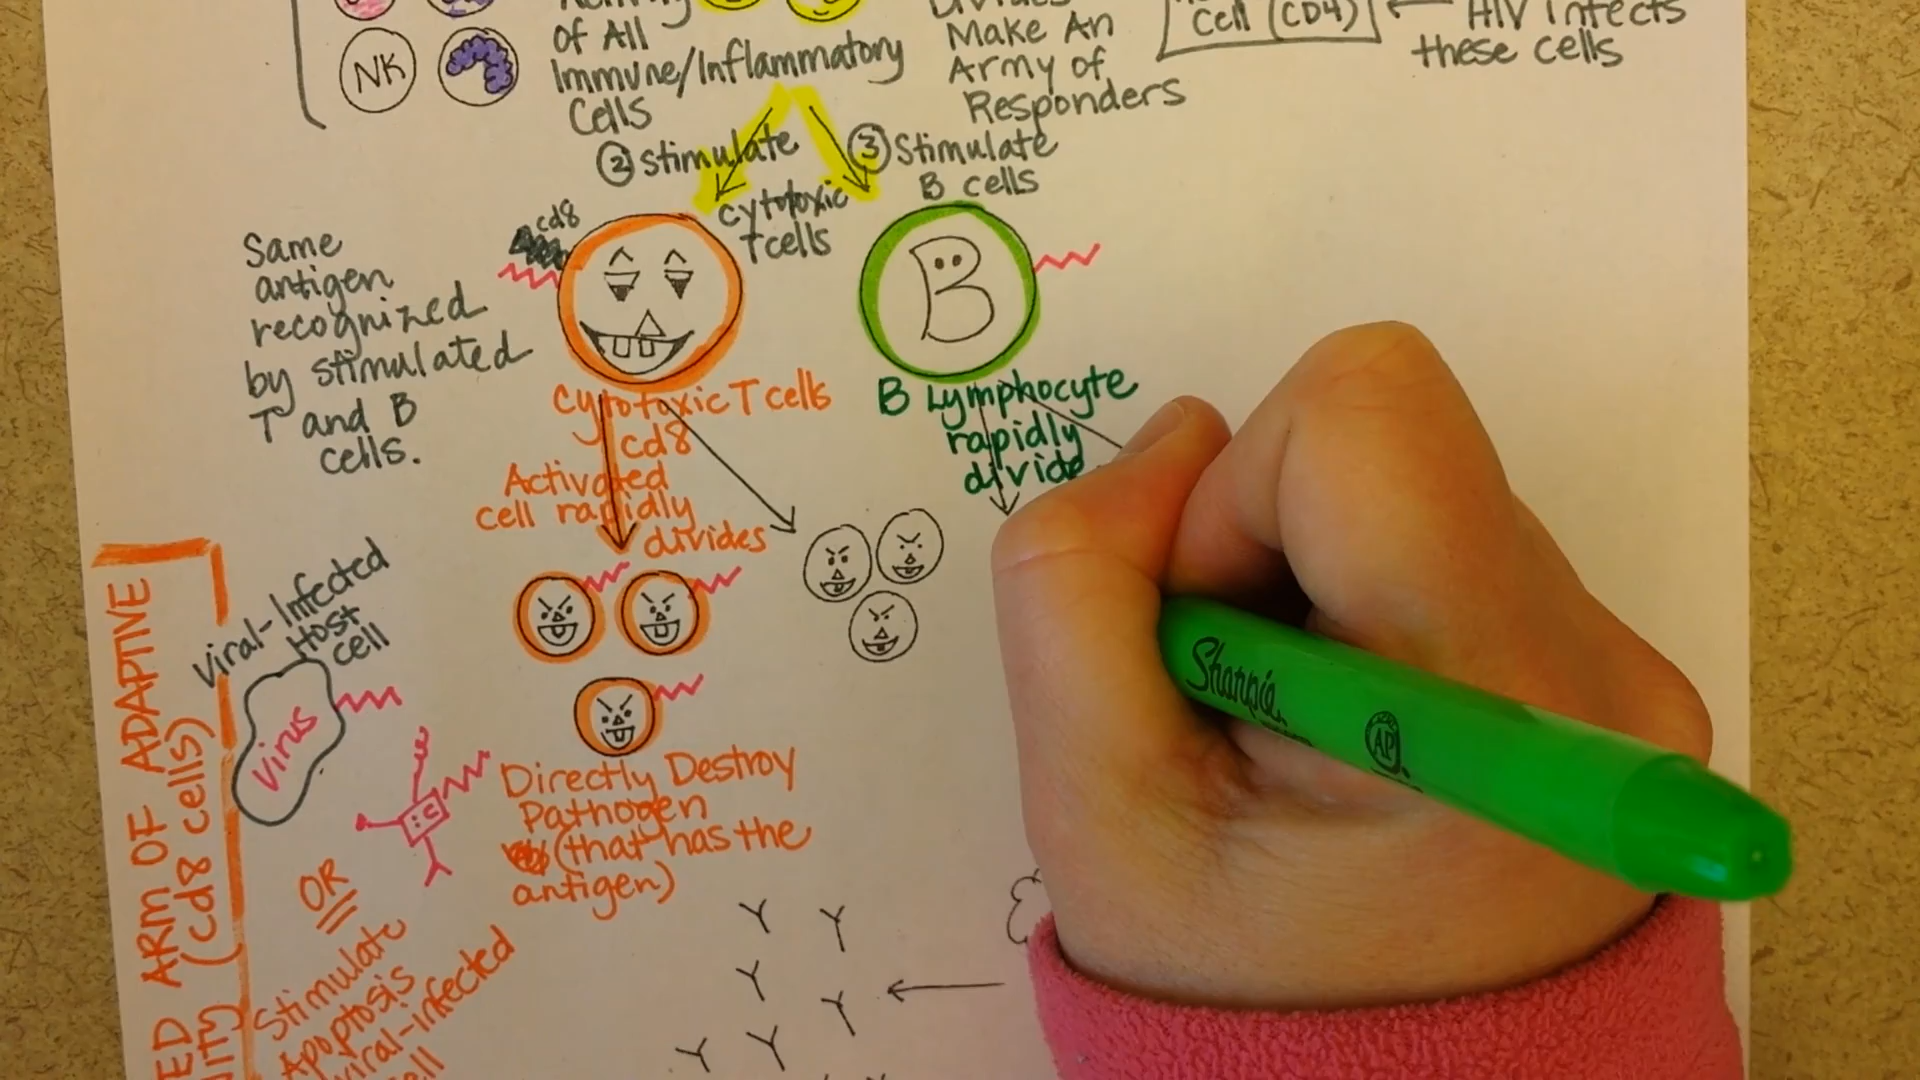 NK
of All
Immune/Inflammatory
Cells
Make An
Army of
Responders
Cell (CD4)
HIV Infects
these cells
② stimulate
cytotoxic
T cells
③ Stimulate
B cells
cd8
B
Same
antigen
recognized
by stimulated
T and B
cells.
Cytotoxic T cells
cd8
Activated
cell rapidly
divides
B Lymphocyte
rapidly
divide
Viral-Infected
Host
cell
Virus
Directly Destroy
Pathogen
(that has the
antigen)
OR
Stimulate
Apoptosis
viral-infected
ARM OF ADAPTIVE
(cd8 cells)
Sharpie
AP